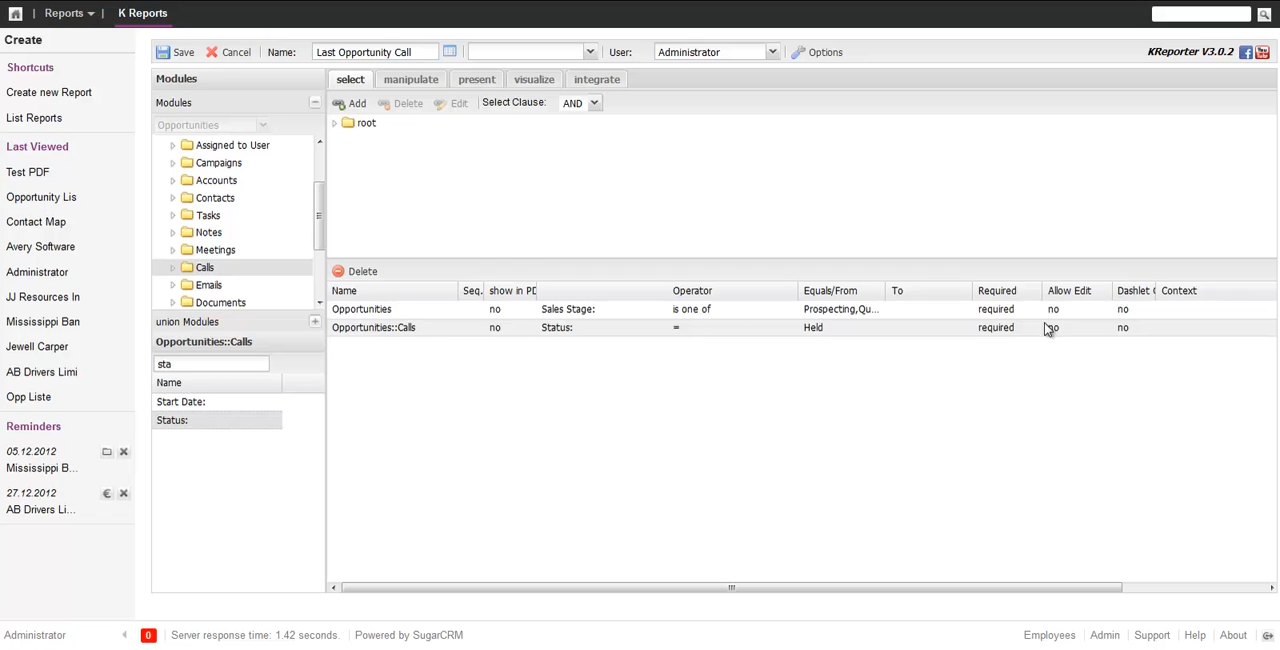 Reports | K Reports
Create
Save Cancel Name: Last Opportunity Call User: Administrator Options KReporter V3.0.2
Shortcuts
Create new Report
List Reports
Last Viewed
Test PDF
Opportunity Lis
Contact Map
Avery Software
Administrator
JJ Resources In
Mississippi Ban
Jewell Carper
AB Drivers Limi
Opp Liste
Reminders
05.12.2012
Mississippi B...
27.12.2012
AB Drivers Li...
Modules
Modules
Opportunities
Assigned to User
Campaigns
Accounts
Contacts
Tasks
Notes
Meetings
Calls
Emails
Documents
union Modules
Opportunities::Calls
sta
Name
Start Date:
Status:
select manipulate present visualize integrate
Add Delete Edit Select Clause: AND
root
Delete
Name Seq. show in PD Operator Equals/From To Required Allow Edit Dashlet Context
Opportunities no Sales Stage: is one of Prospecting,Qu... required no no
Opportunities::Calls no Status: = Held required no no
Administrator 0 Server response time: 1.42 seconds. Powered by SugarCRM Employees Admin Support Help About